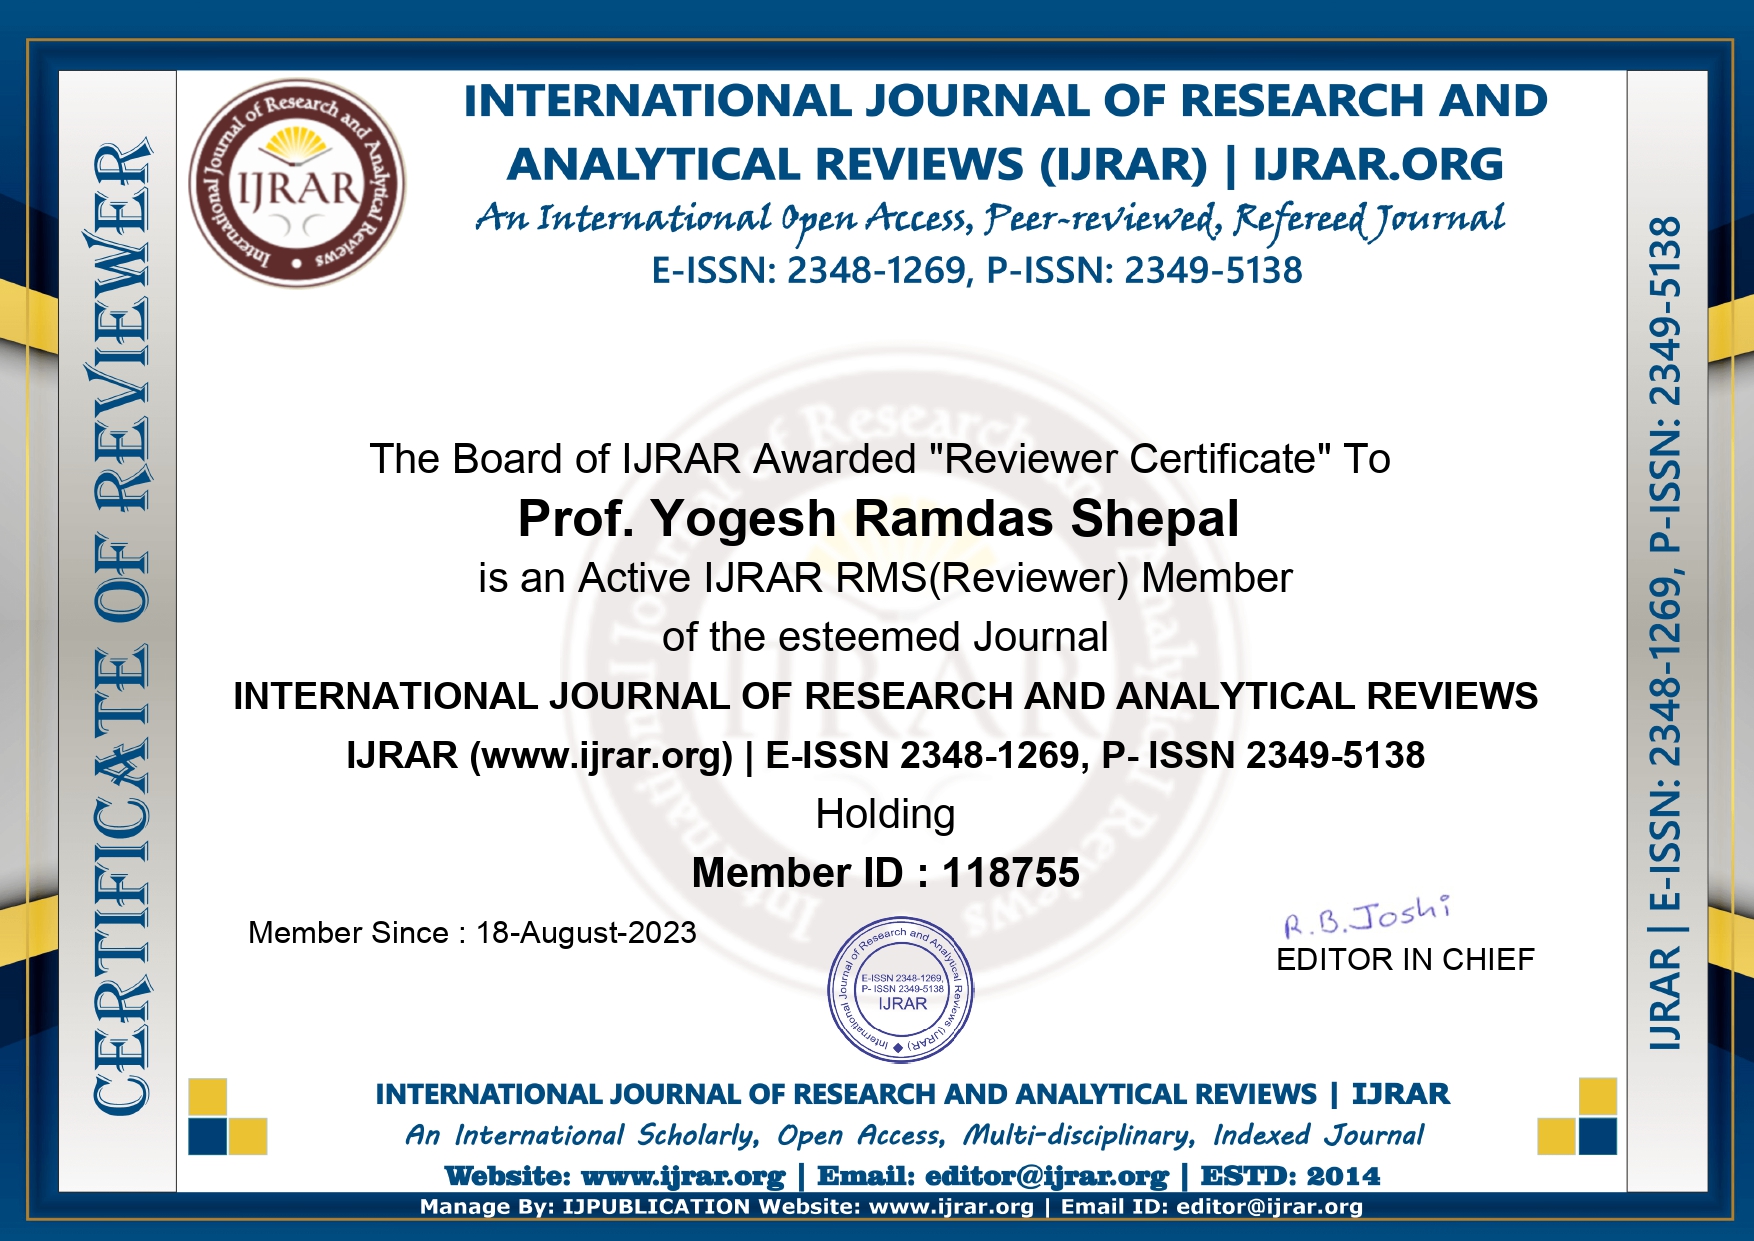 CERTIFICATE OF REVIEWER
International Journal of Research and Analytical Reviews
IJRAR
INTERNATIONAL JOURNAL OF RESEARCH AND
ANALYTICAL REVIEWS (IJRAR) | IJRAR.ORG
An International Open Access, Peer-reviewed, Refereed Journal
E-ISSN: 2348-1269, P-ISSN: 2349-5138
The Board of IJRAR Awarded "Reviewer Certificate" To
Prof. Yogesh Ramdas Shepal
is an Active IJRAR RMS(Reviewer) Member
of the esteemed Journal
INTERNATIONAL JOURNAL OF RESEARCH AND ANALYTICAL REVIEWS
IJRAR (www.ijrar.org) | E-ISSN 2348-1269, P- ISSN 2349-5138
Holding
Member ID : 118755
Member Since : 18-August-2023
International Journal of Research and Analytical Reviews (IJRAR)
E-ISSN 2348-1269,
P- ISSN 2349-5138
IJRAR
R.B.Joshi
EDITOR IN CHIEF
INTERNATIONAL JOURNAL OF RESEARCH AND ANALYTICAL REVIEWS | IJRAR
An International Scholarly, Open Access, Multi-disciplinary, Indexed Journal
Website: www.ijrar.org | Email: editor@ijrar.org | ESTD: 2014
Manage By: IJPUBLICATION Website: www.ijrar.org | Email ID: editor@ijrar.org
IJRAR | E-ISSN: 2348-1269, P-ISSN: 2349-5138